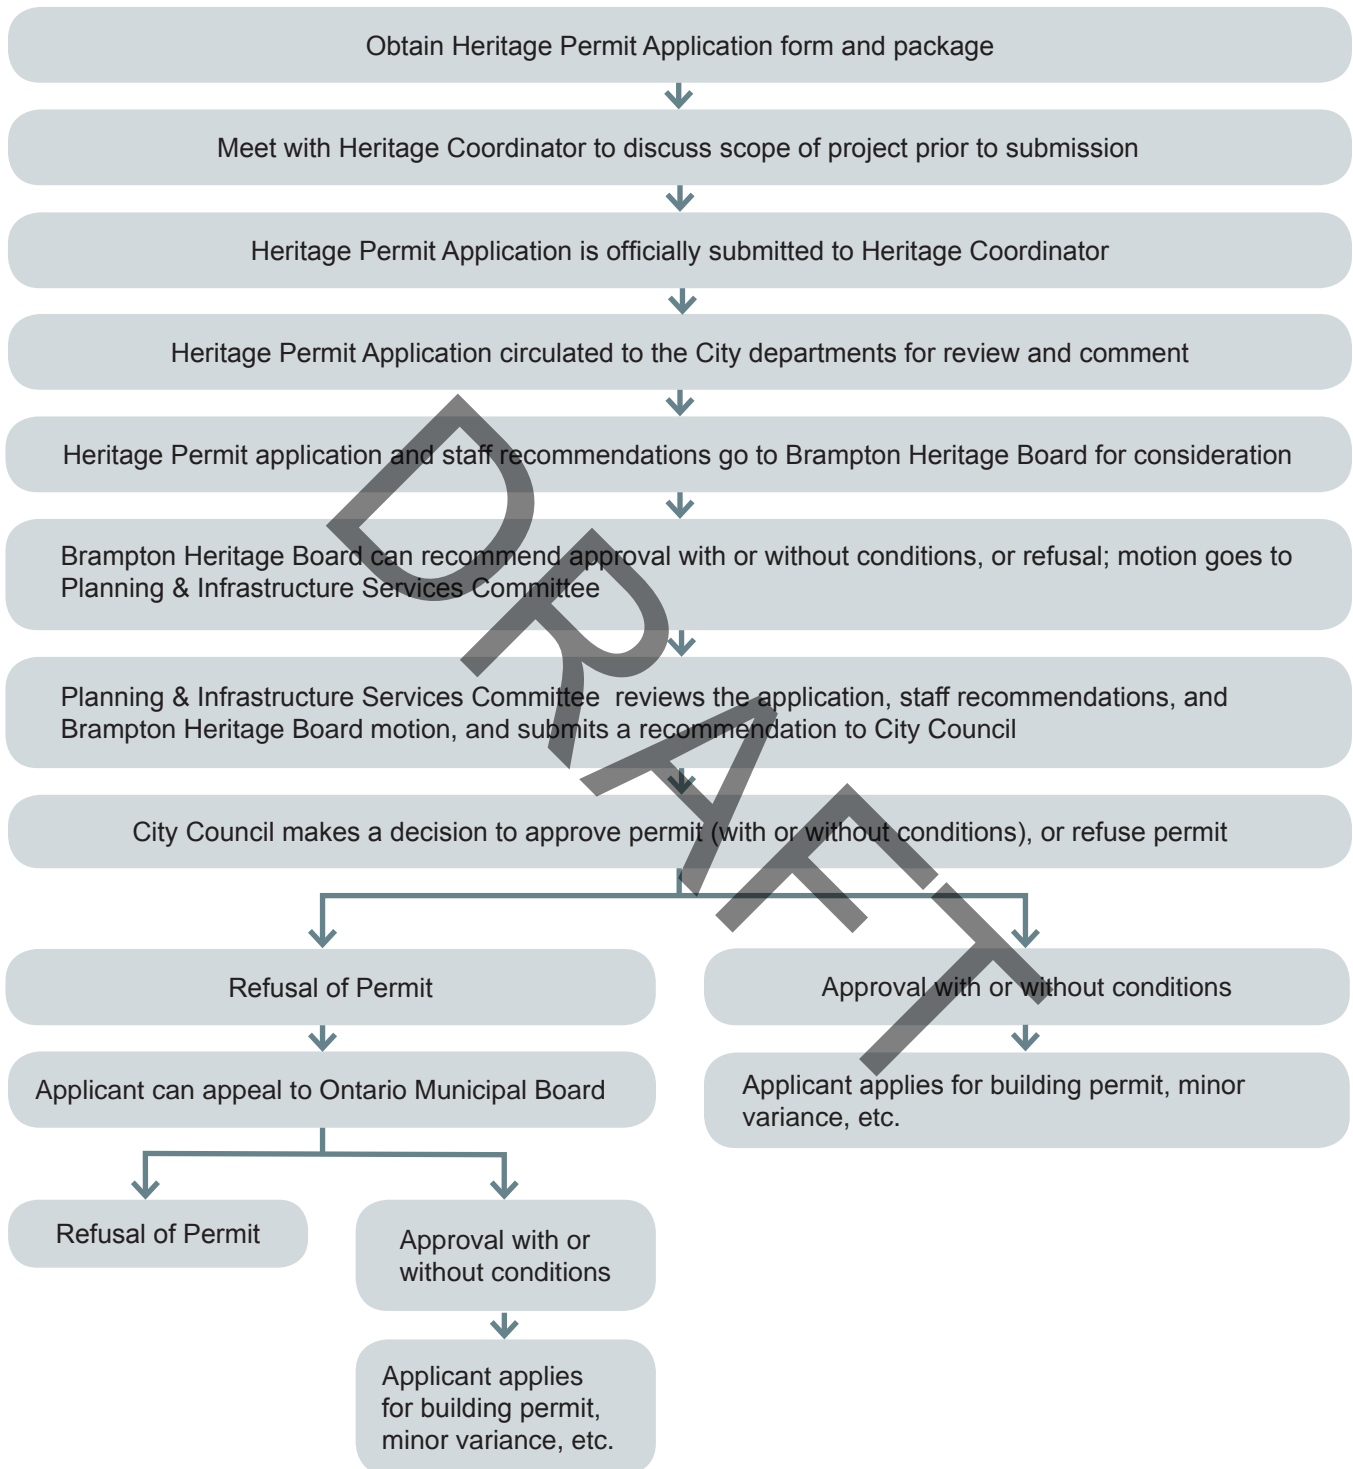 Obtain Heritage Permit Application form and package
Meet with Heritage Coordinator to discuss scope of project prior to submission
Heritage Permit Application is officially submitted to Heritage Coordinator
Heritage Permit Application circulated to the City departments for review and comment
Heritage Permit application and staff recommendations go to Brampton Heritage Board for consideration
Brampton Heritage Board can recommend approval with or without conditions, or refusal; motion goes to
Planning & Infrastructure Services Committee
Planning & Infrastructure Services Committee  reviews the application, staff recommendations, and
Brampton Heritage Board motion, and submits a recommendation to City Council
City Council makes a decision to approve permit (with or without conditions), or refuse permit
Refusal of Permit
Approval with or without conditions
Applicant can appeal to Ontario Municipal Board
Applicant applies for building permit, minor
variance, etc.
Refusal of Permit
Approval with or
without conditions
Applicant applies
for building permit,
minor variance, etc.
DRAFT